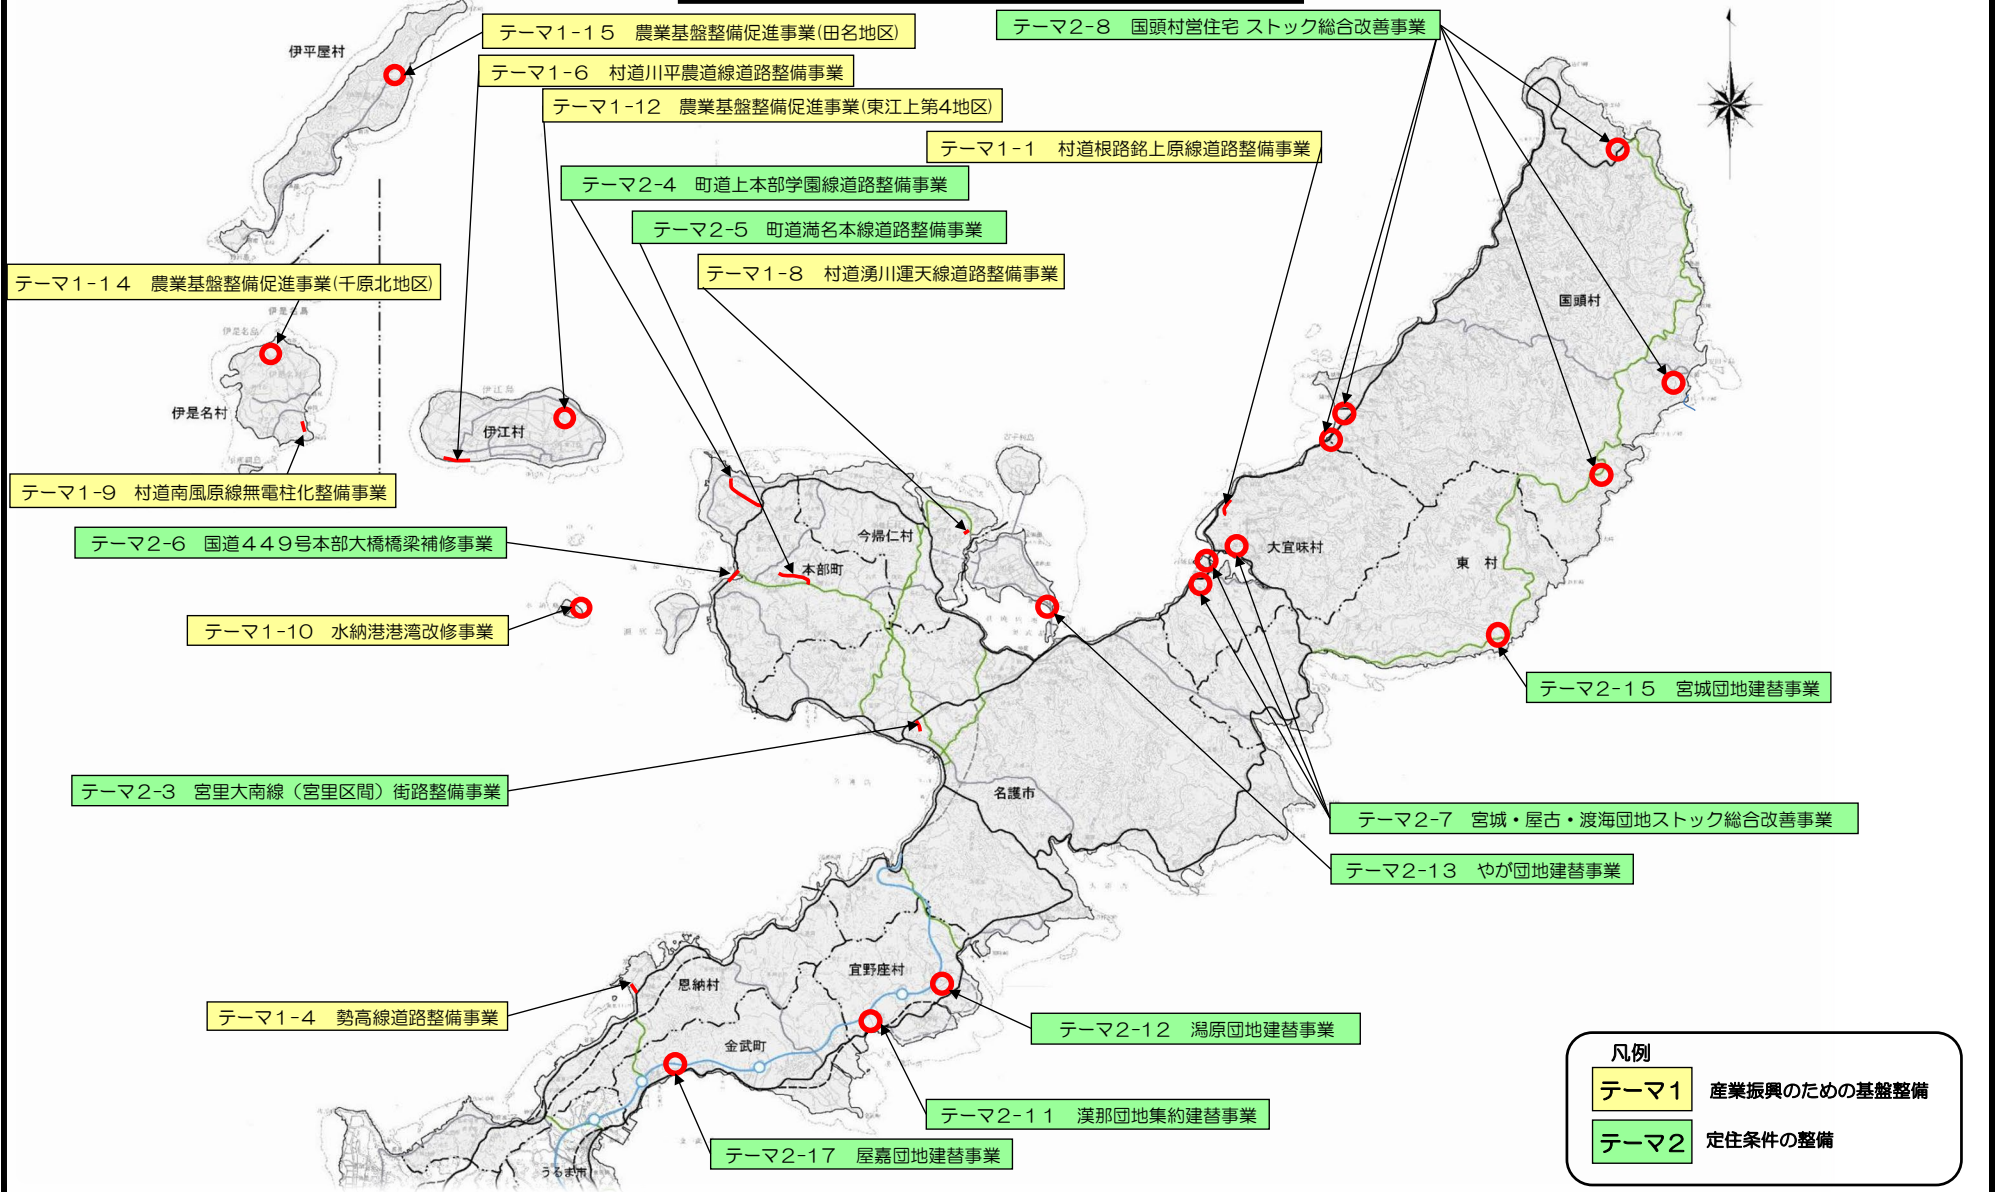 テーマ1-15　農業基盤整備促進事業(田名地区)
テーマ2-8　国頭村営住宅 ストック総合改善事業
伊平屋村
テーマ1-6　村道川平農道線道路整備事業
テーマ1-12　農業基盤整備促進事業(東江上第4地区)
テーマ1-1　村道根路銘上原線道路整備事業
テーマ2-4　町道上本部学園線道路整備事業
テーマ2-5　町道満名本線道路整備事業
テーマ1-8　村道湧川運天線道路整備事業
テーマ1-14　農業基盤整備促進事業(千原北地区)
国頭村
伊是名島
伊是名村
伊江島
伊江村
テーマ1-9　村道南風原線無電柱化整備事業
今帰仁村
テーマ2-6　国道449号本部大橋橋梁補修事業
大宜味村
東 村
本部町
テーマ1-10　水納港港湾改修事業
テーマ2-15　宮城団地建替事業
テーマ2-3　宮里大南線（宮里区間）街路整備事業
名護市
テーマ2-7　宮城・屋古・渡海団地ストック総合改善事業
テーマ2-13　やが団地建替事業
宜野座村
恩納村
テーマ1-4　勢高線道路整備事業
テーマ2-12　潟原団地建替事業
金武町
テーマ2-11　漢那団地集約建替事業
テーマ2-17　屋嘉団地建替事業
うるま市
凡例
テーマ1　産業振興のための基盤整備
テーマ2　定住条件の整備